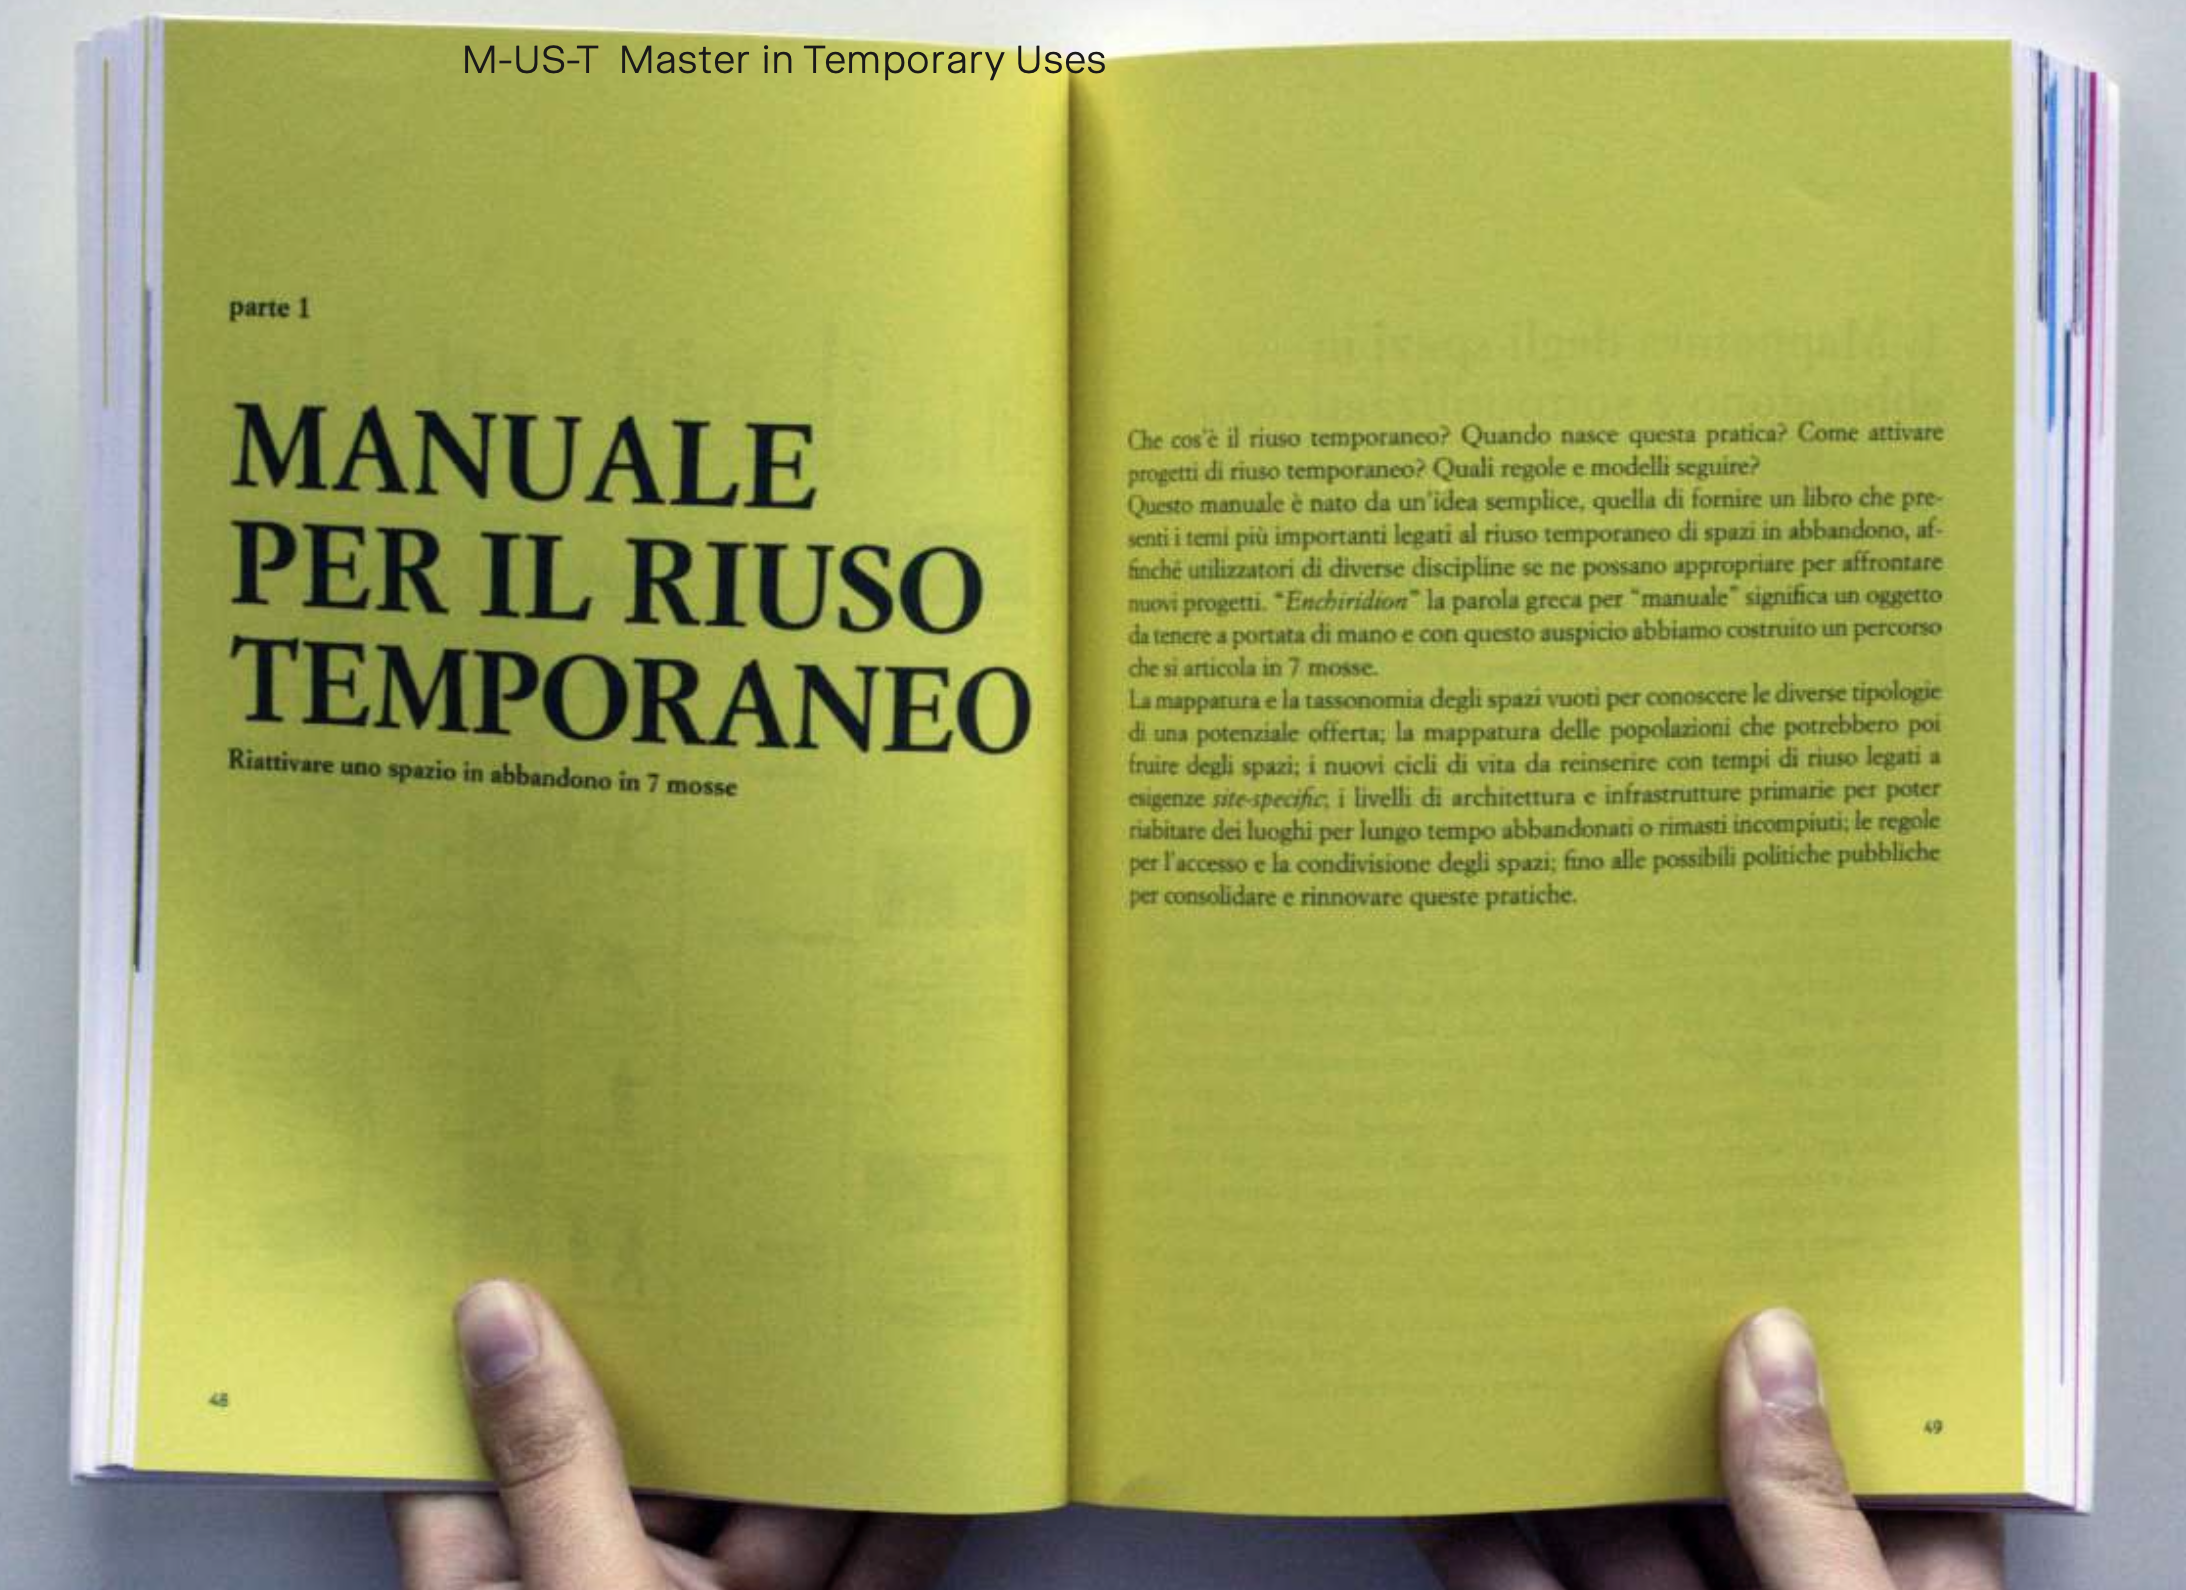 M-US-T Master in Temporary Uses
parte 1
MANUALE
PER IL RIUSO
TEMPORANEO
Riattivare uno spazio in abbandono in 7 mosse
48
Che cos'è il riuso temporaneo? Quando nasce questa pratica? Come attivare
progetti di riuso temporaneo? Quali regole e modelli seguire?
Questo manuale è nato da un'idea semplice, quella di fornire un libro che pre-
senti i temi più importanti legati al riuso temporaneo di spazi in abbandono, af-
finché utilizzatori di diverse discipline se ne possano appropriare per affrontare
nuovi progetti. "Enchiridion" la parola greca per "manuale" significa un oggetto
da tenere a portata di mano e con questo auspicio abbiamo costruito un percorso
che si articola in 7 mosse.
La mappatura e la tassonomia degli spazi vuoti per conoscere le diverse tipologie
di una potenziale offerta; la mappatura delle popolazioni che potrebbero poi
fruire degli spazi; i nuovi cicli di vita da reinserire con tempi di riuso legati a
esigenze site-specific; i livelli di architettura e infrastrutture primarie per poter
riabitare dei luoghi per lungo tempo abbandonati o rimasti incompiuti; le regole
per l'accesso e la condivisione degli spazi; fino alle possibili politiche pubbliche
per consolidare e rinnovare queste pratiche.
49